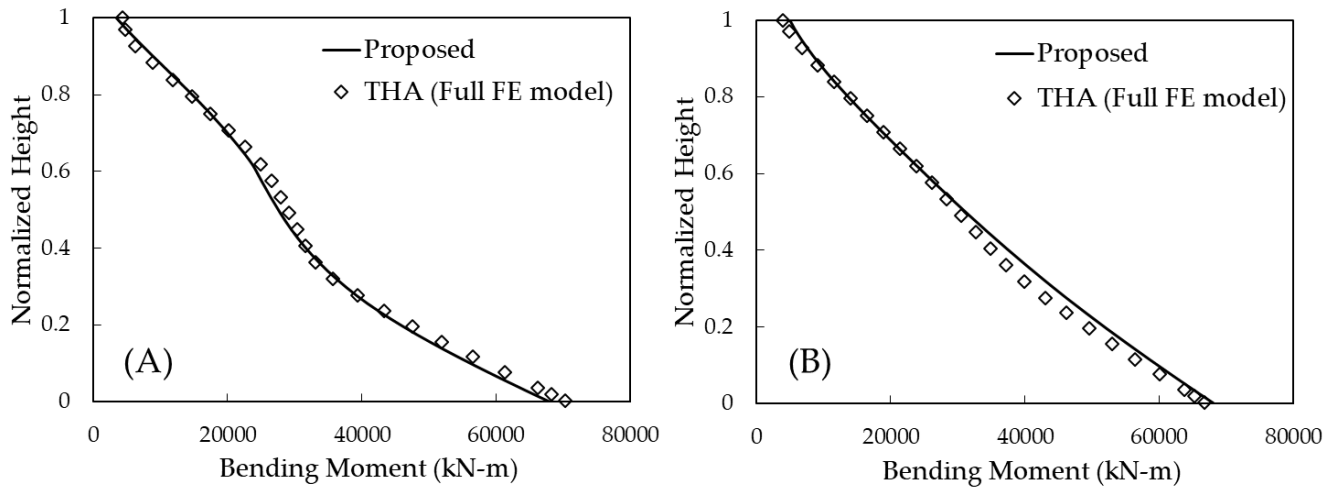 1
0.8
0.6
0.4
0.2
0
Normalized Height
Proposed
THA (Full FE model)
(A)
0 20000 40000 60000 80000
Bending Moment (kN-m)
1
0.8
0.6
0.4
0.2
0
Normalized Height
Proposed
THA (Full FE model)
(B)
0 20000 40000 60000 80000
Bending Moment (kN-m)